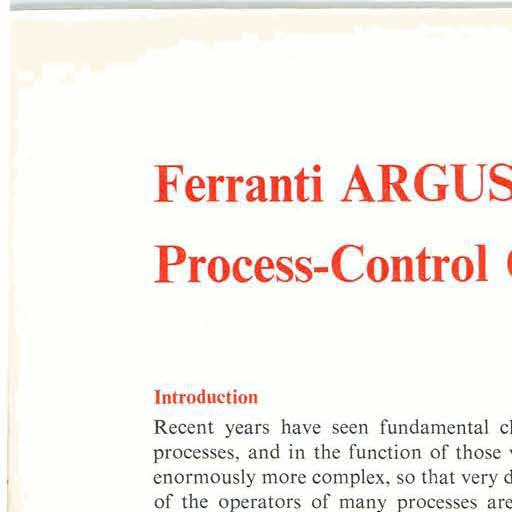 Ferranti ARGUS
Process-Control
Introduction
Recent years have seen fundamental
processes, and in the function of those
enormously more complex, so that very
of the operators of many processes are